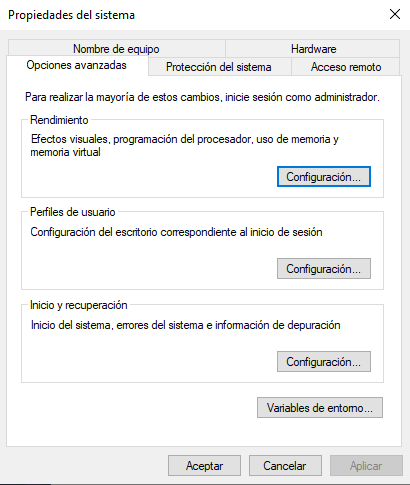 Propiedades del sistema
Nombre de equipo
Hardware
Opciones avanzadas
Protección del sistema
Acceso remoto
Para realizar la mayoría de estos cambios, inicie sesión como administrador.
Rendimiento
Efectos visuales, programación del procesador, uso de memoria y
memoria virtual
Configuración...
Perfiles de usuario
Configuración del escritorio correspondiente al inicio de sesión
Configuración...
Inicio y recuperación
Inicio del sistema, errores del sistema e información de depuración
Configuración...
Variables de entorno...
Aceptar
Cancelar
Aplicar